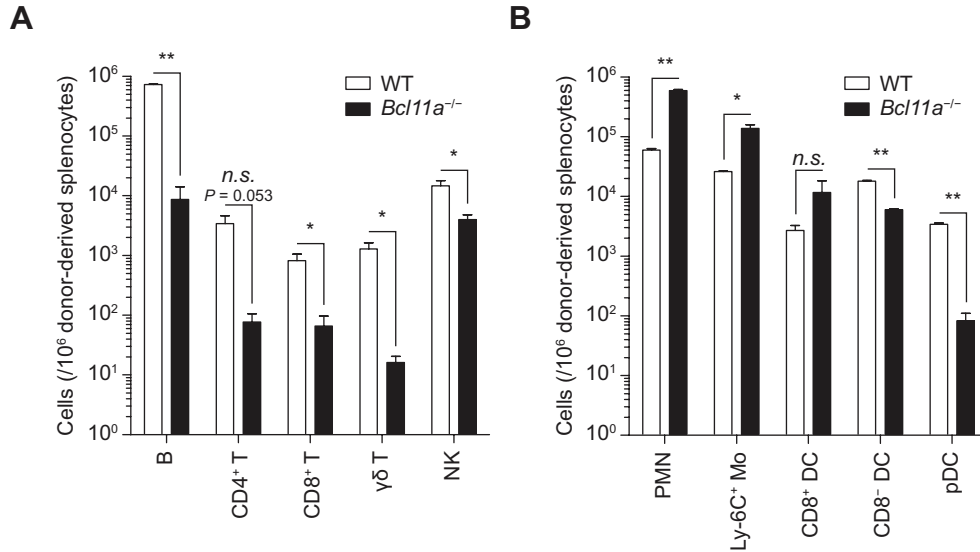 A
Cells (/10⁶ donor-derived splenocytes)
10⁶
10⁵
10⁴
10³
10²
10¹
10⁰
WT
Bcl11a⁻/⁻
**
n.s.
P = 0.053
*
*
*
B
CD4⁺ T
CD8⁺ T
γδ T
NK
B
Cells (/10⁶ donor-derived splenocytes)
10⁶
10⁵
10⁴
10³
10²
10¹
10⁰
WT
Bcl11a⁻/⁻
**
*
n.s.
**
**
PMN
Ly-6C⁺ Mo
CD8⁺ DC
CD8⁻ DC
pDC